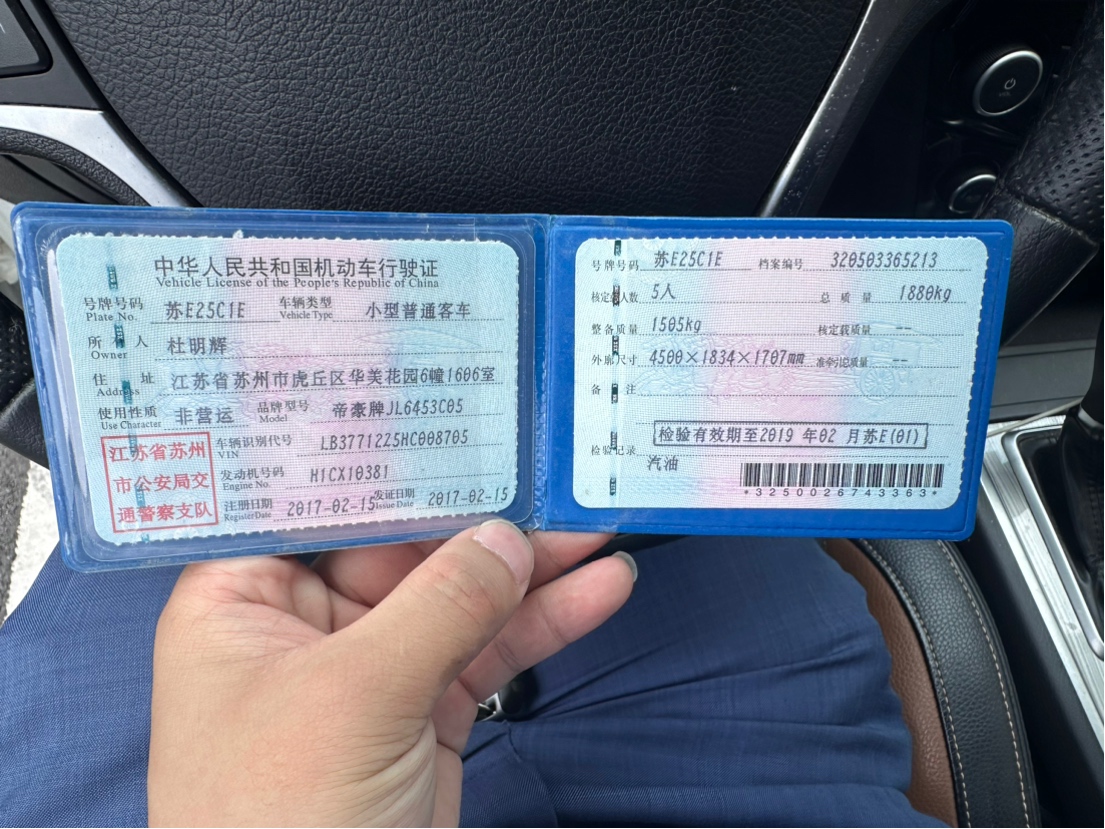 中华人民共和国机动车行驶证
Vehicle License of the People's Republic of China
号牌号码 Plate No. 苏E25C1E 车辆类型 Vehicle Type 小型普通客车
所有人 Owner 杜明辉
住址 Address 江苏省苏州市虎丘区华美花园6幢1606室
使用性质 Use Character 非营运 品牌型号 Model 帝豪牌JL6453C05
江苏省苏州
市公安局交
通警察支队
车辆识别代号 VIN LB37712Z5HC008705
发动机号码 Engine No. H1CX10381
注册日期 Register Date 2017-02-15 发证日期 Issue Date 2017-02-15
号牌号码 苏E25C1E 档案编号 320503365213
核定载人数 5人 总质量 1880kg
整备质量 1505kg 核定载质量 --
外廓尺寸 4500×1834×1707mm 准牵引总质量 --
备注
检验记录 检验有效期至2019 年02 月苏E(01)
汽油
*3250026743363*